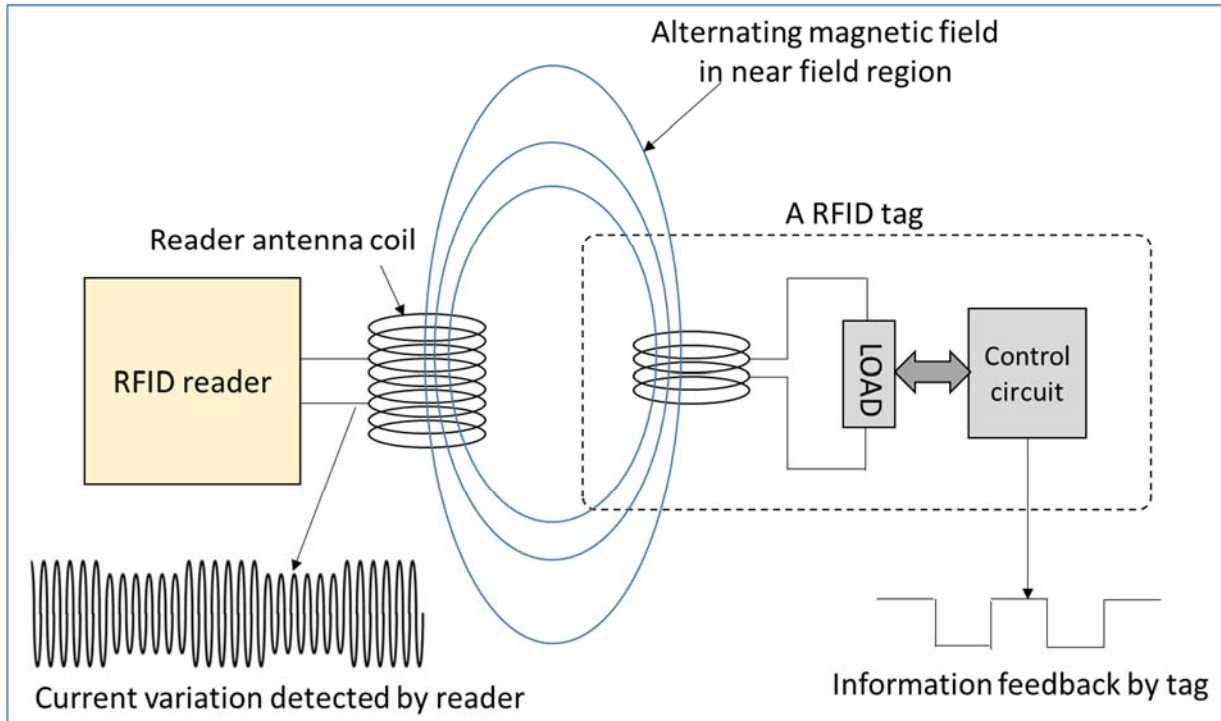 Alternating magnetic field
in near field region
A RFID tag
Reader antenna coil
RFID reader
LOAD
Control
circuit
Current variation detected by reader
Information feedback by tag